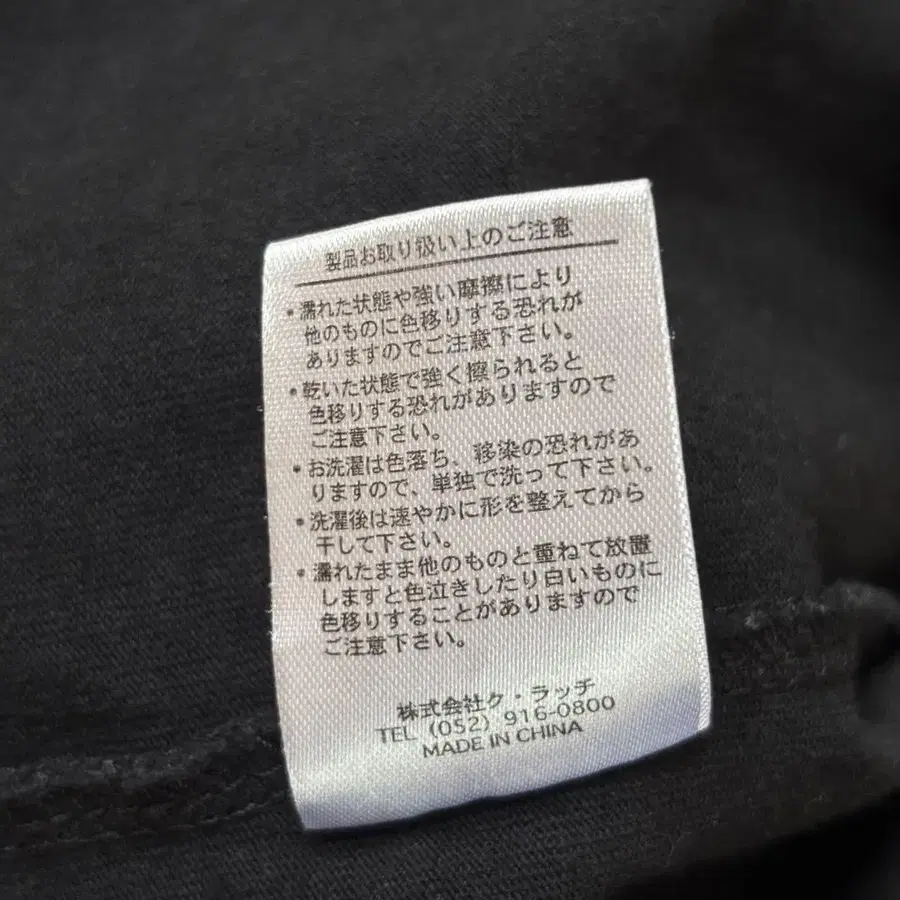 製品お取り扱い上のご注意
・濡れた状態や強い摩擦により
他のものに色移りする恐れが
ありますのでご注意下さい。
・乾いた状態で強く擦られると
色移りする恐れがありますので
ご注意下さい。
・お洗濯は色落ち、移染の恐れがあ
りますので、単独で洗って下さい。
・洗濯後は速やかに形を整えてから
干して下さい。
・濡れたまま他のものと重ねて放置
しますと色泣きしたり白いものに
色移りすることがありますので
ご注意下さい。
株式会社ク・ラッチ
TEL (052) 916-0800
MADE IN CHINA